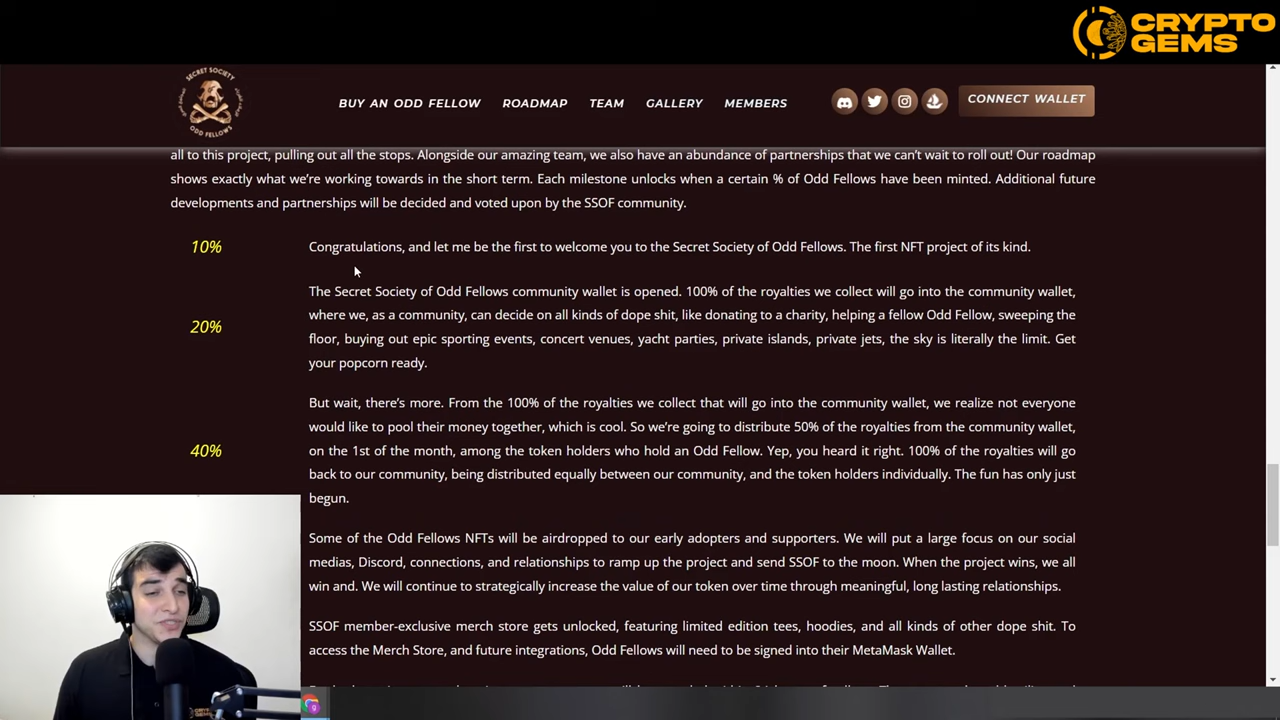 CRYPTO
GEMS
SECRET SOCIETY
ODD FELLOWS
BUY AN ODD FELLOW ROADMAP TEAM GALLERY MEMBERS CONNECT WALLET
all to this project, pulling out all the stops. Alongside our amazing team, we also have an abundance of partnerships that we can't wait to roll out! Our roadmap
shows exactly what we're working towards in the short term. Each milestone unlocks when a certain % of Odd Fellows have been minted. Additional future
developments and partnerships will be decided and voted upon by the SSOF community.
10% Congratulations, and let me be the first to welcome you to the Secret Society of Odd Fellows. The first NFT project of its kind.
The Secret Society of Odd Fellows community wallet is opened. 100% of the royalties we collect will go into the community wallet,
where we, as a community, can decide on all kinds of dope shit, like donating to a charity, helping a fellow Odd Fellow, sweeping the
20%
floor, buying out epic sporting events, concert venues, yacht parties, private islands, private jets, the sky is literally the limit. Get
your popcorn ready.
But wait, there's more. From the 100% of the royalties we collect that will go into the community wallet, we realize not everyone
would like to pool their money together, which is cool. So we're going to distribute 50% of the royalties from the community wallet,
40% on the 1st of the month, among the token holders who hold an Odd Fellow. Yep, you heard it right. 100% of the royalties will go
back to our community, being distributed equally between our community, and the token holders individually. The fun has only just
begun.
Some of the Odd Fellows NFTs will be airdropped to our early adopters and supporters. We will put a large focus on our social
medias, Discord, connections, and relationships to ramp up the project and send SSOF to the moon. When the project wins, we all
win and. We will continue to strategically increase the value of our token over time through meaningful, long lasting relationships.
SSOF member-exclusive merch store gets unlocked, featuring limited edition tees, hoodies, and all kinds of other dope shit. To
access the Merch Store, and future integrations, Odd Fellows will need to be signed into their MetaMask Wallet.